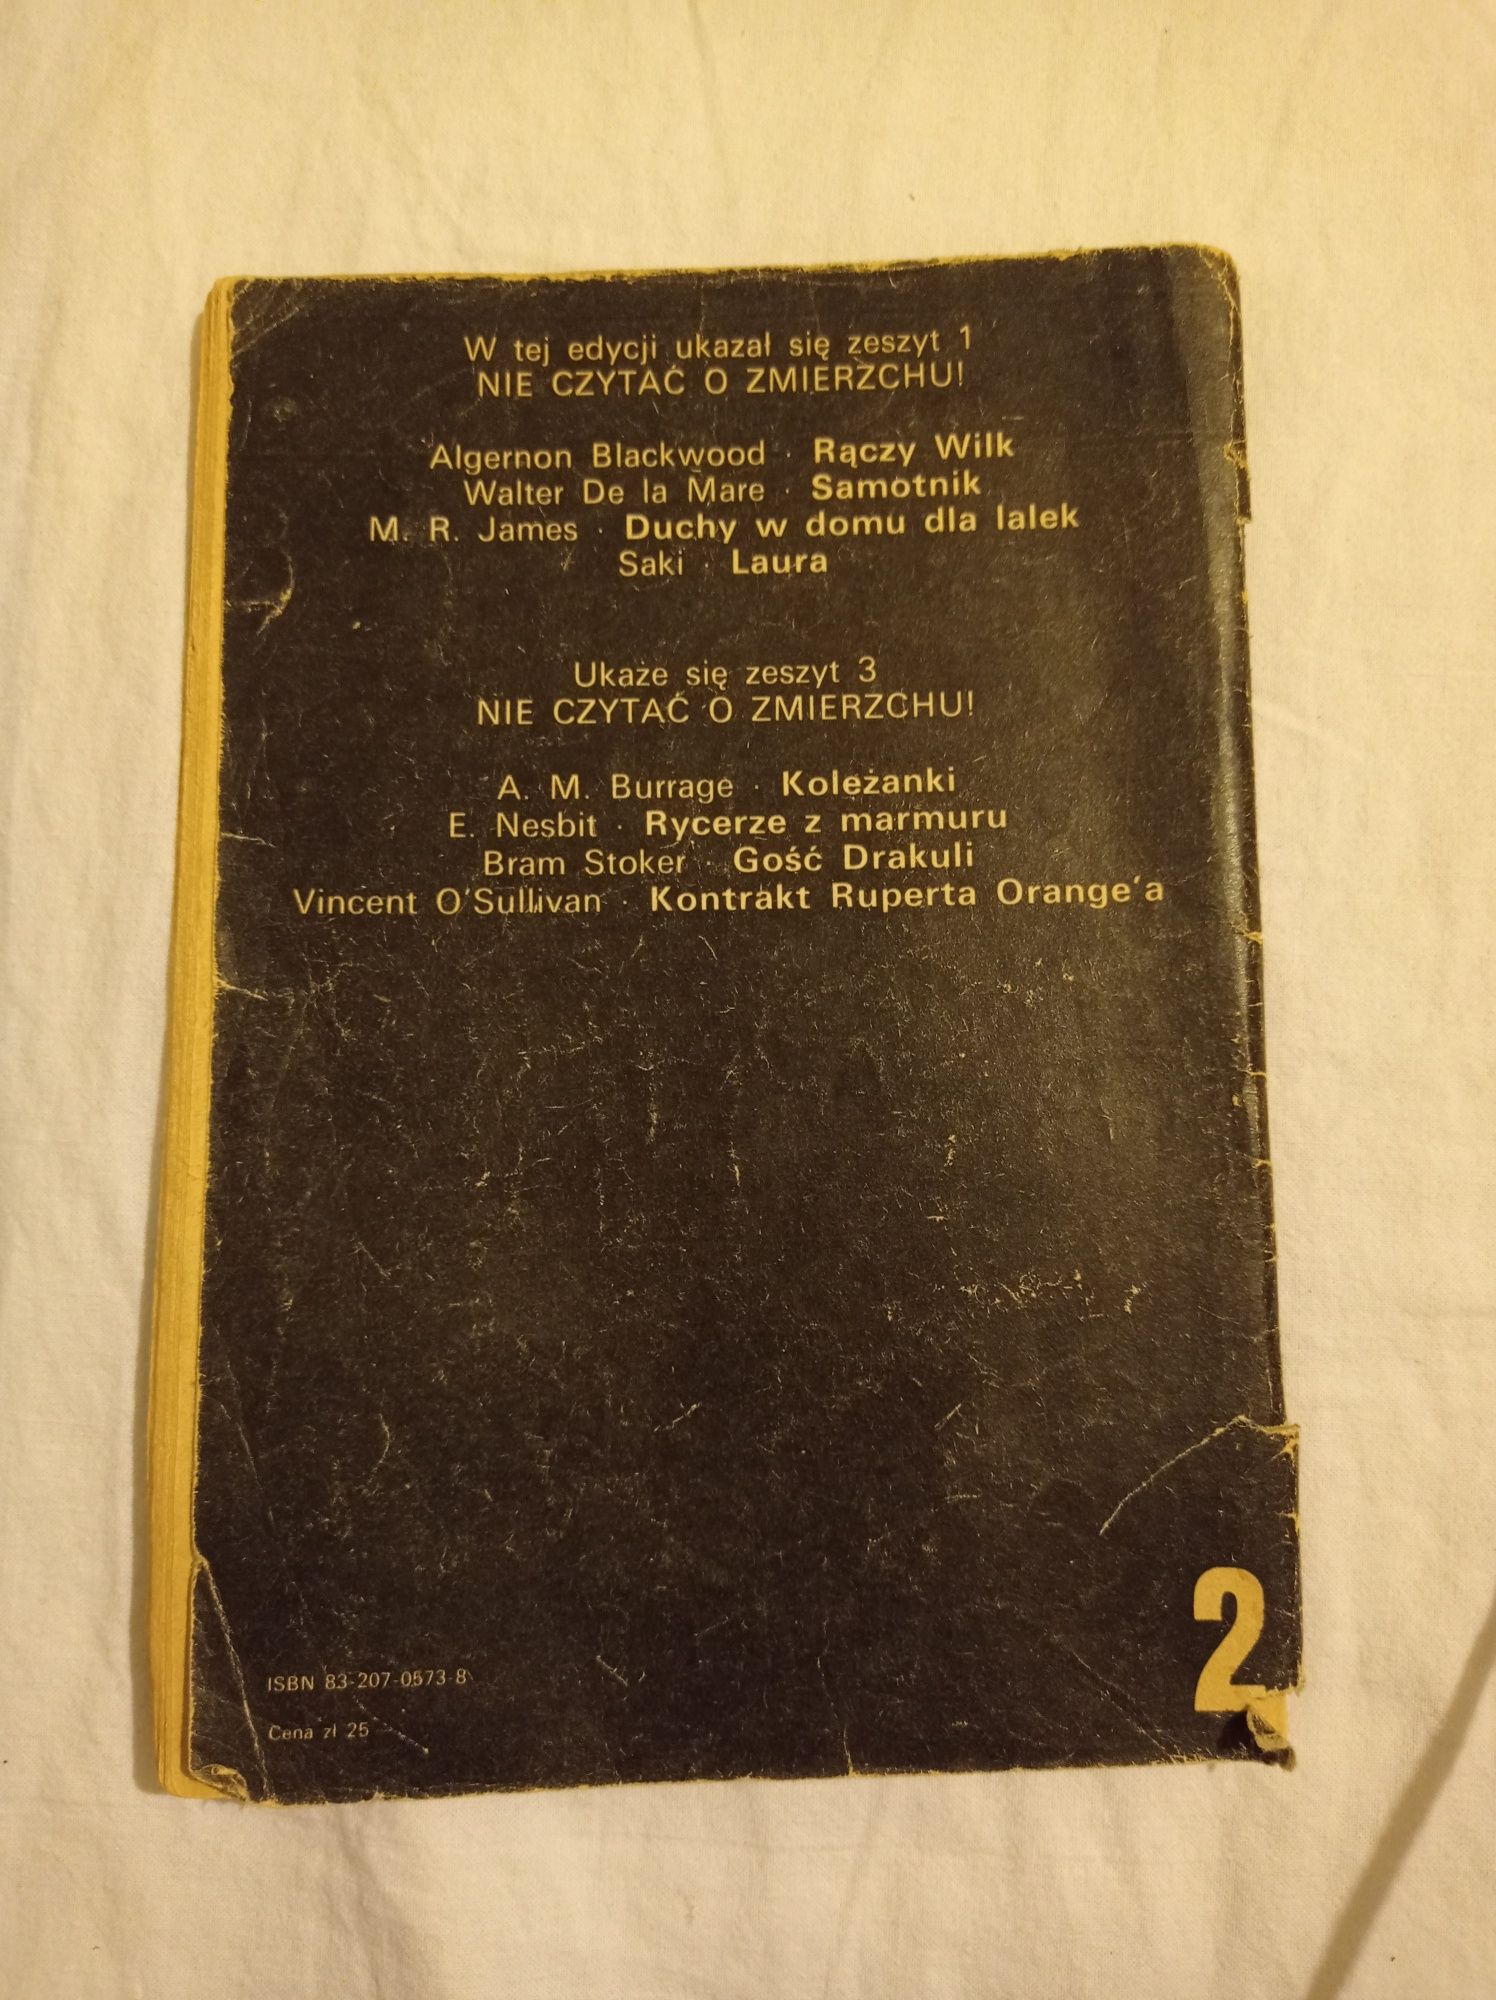 W tej edycji ukazał się zeszyt 1
NIE CZYTAĆ O ZMIERZCHU!
Algernon Blackwood · Rączy Wilk
Walter De la Mare · Samotnik
M. R. James · Duchy w domu dla lalek
Saki · Laura
Ukaże się zeszyt 3
NIE CZYTAĆ O ZMIERZCHU!
A. M. Burrage · Koleżanki
E. Nesbit · Rycerze z marmuru
Bram Stoker · Gość Drakuli
Vincent O'Sullivan · Kontrakt Ruperta Orange'a
2
ISBN 83-207-0573-8
Cena zł 25